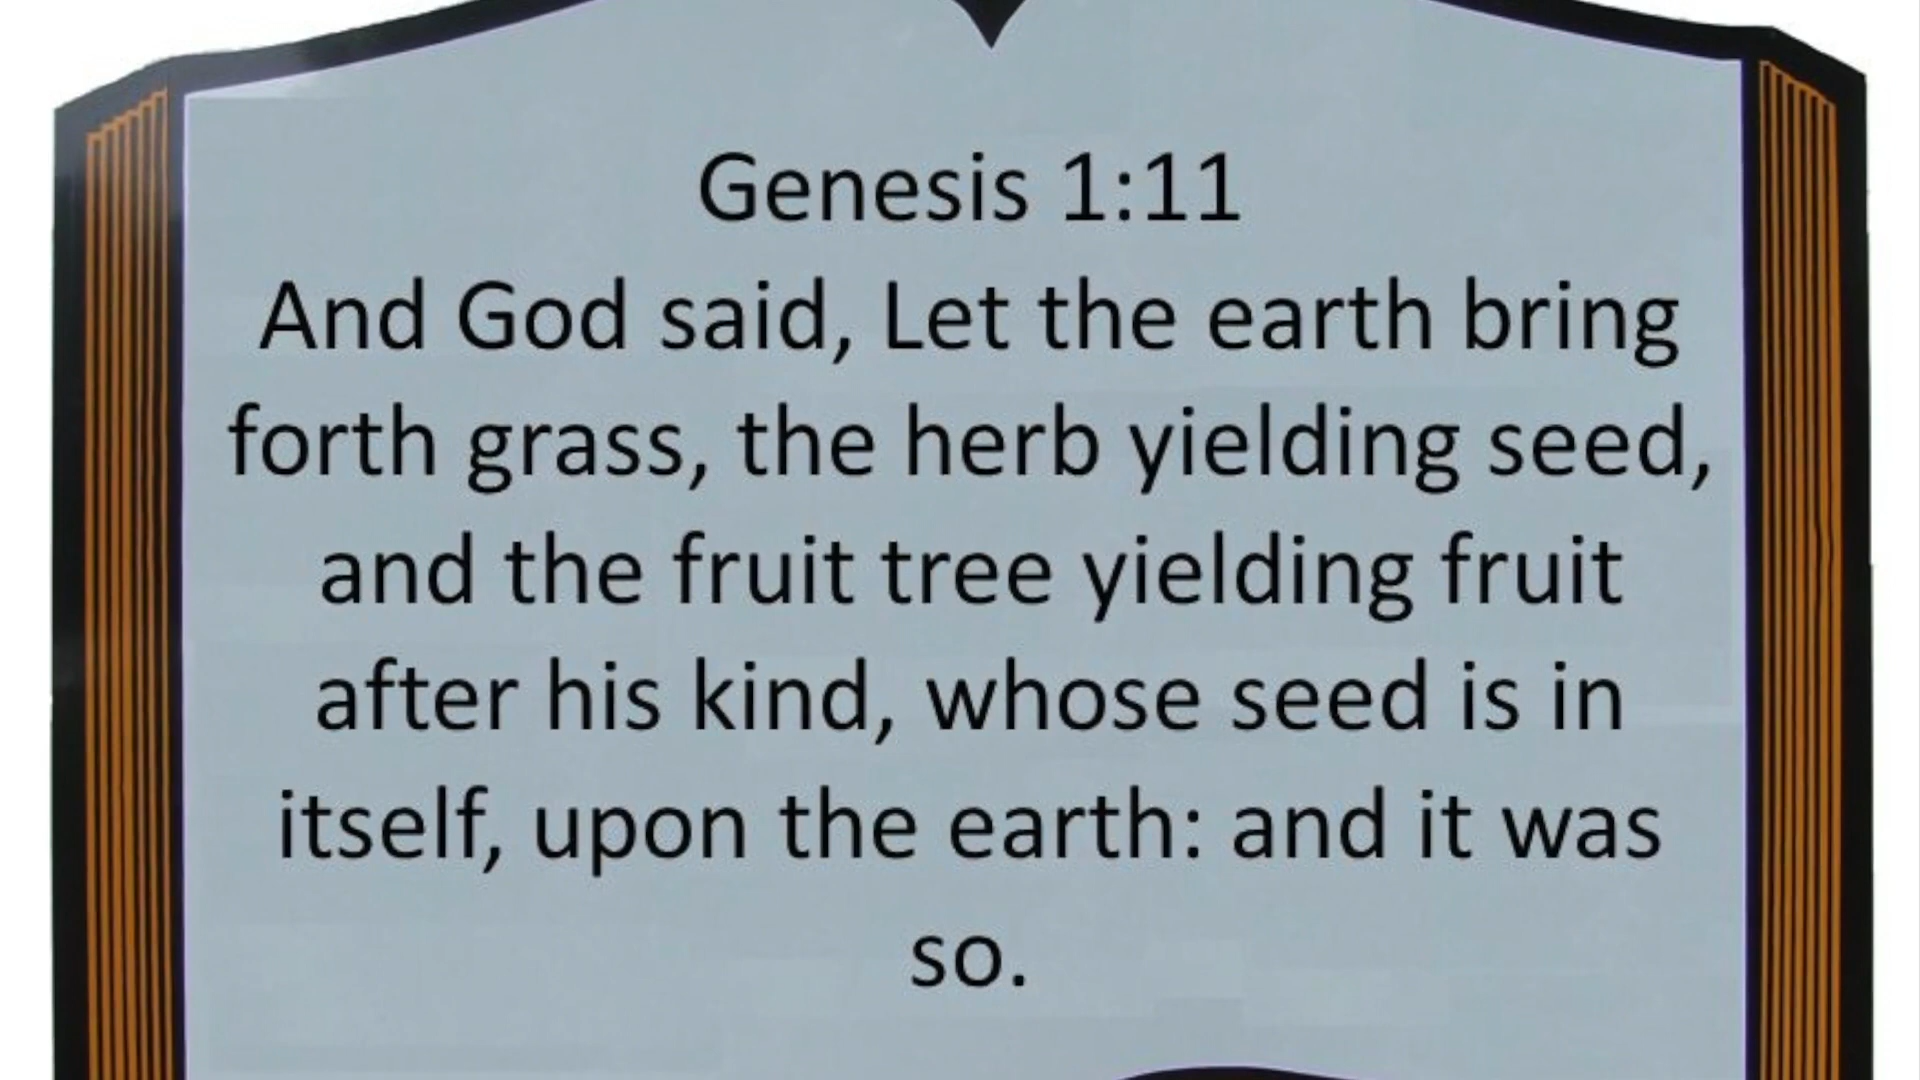 Genesis 1:11
And God said, Let the earth bring
forth grass, the herb yielding seed,
and the fruit tree yielding fruit
after his kind, whose seed is in
itself, upon the earth: and it was
so.